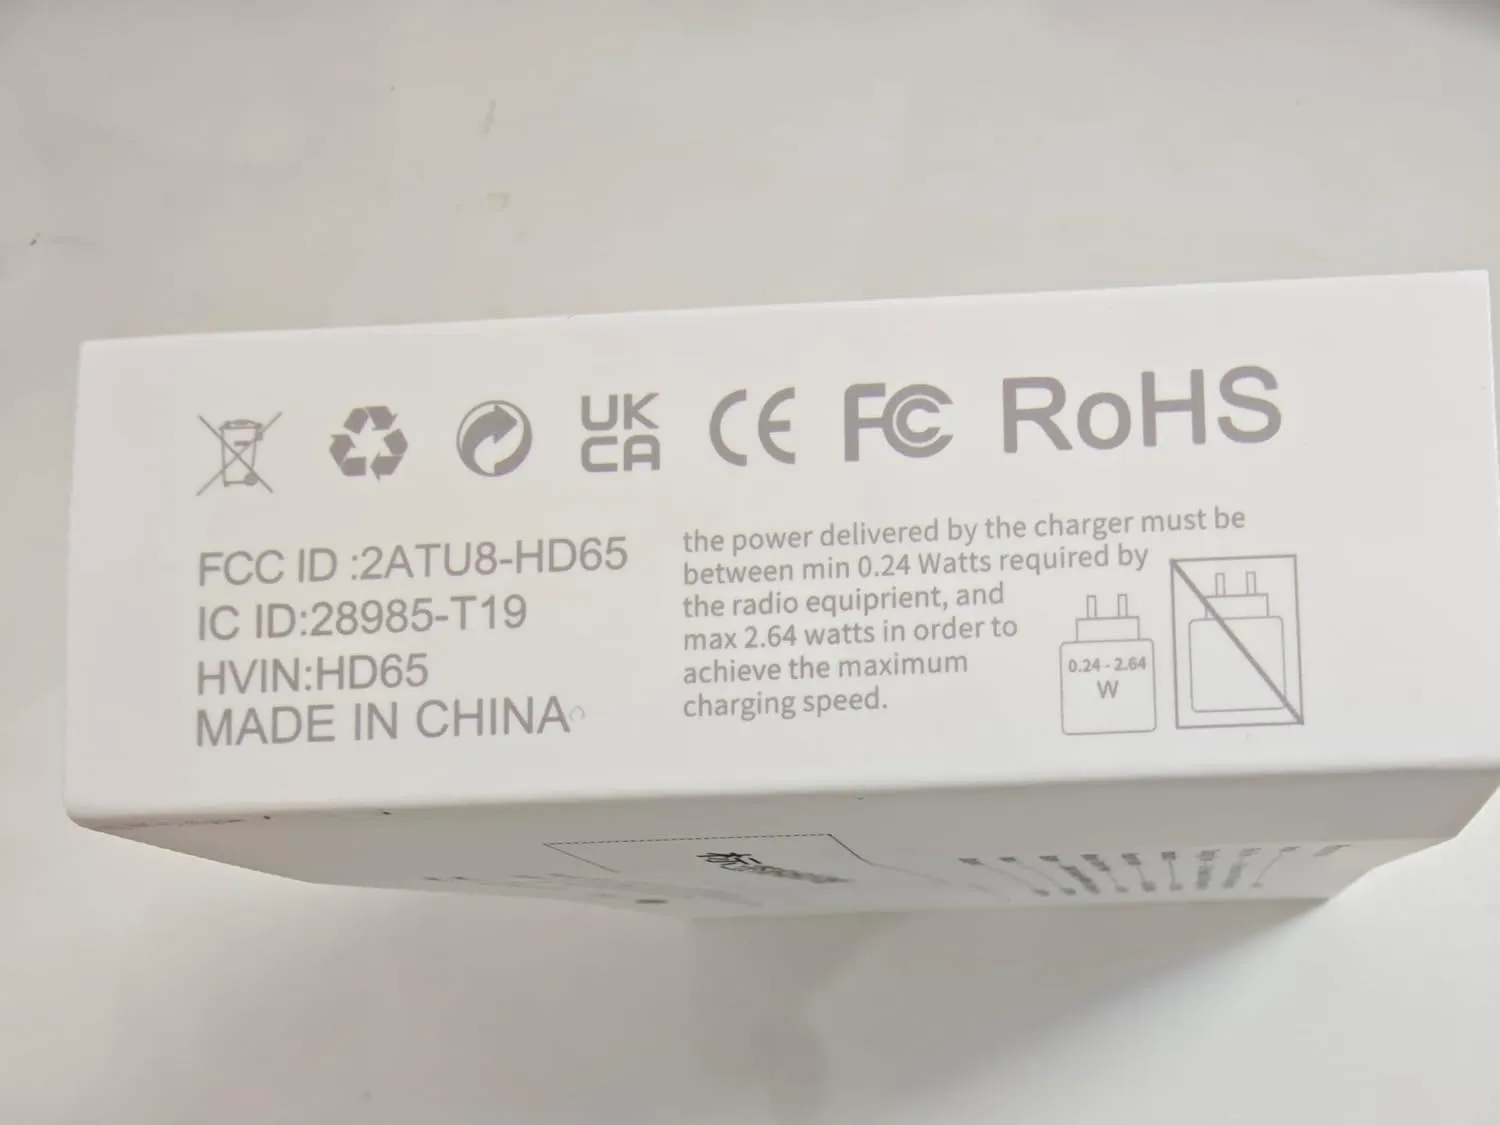 UK
CA
CE FC RoHS
FCC ID :2ATU8-HD65
IC ID:28985-T19
HVIN:HD65
MADE IN CHINA
the power delivered by the charger must be
between min 0.24 Watts required by
the radio equiprient, and
max 2.64 watts in order to
achieve the maximum
charging speed.
0.24 - 2.64
W